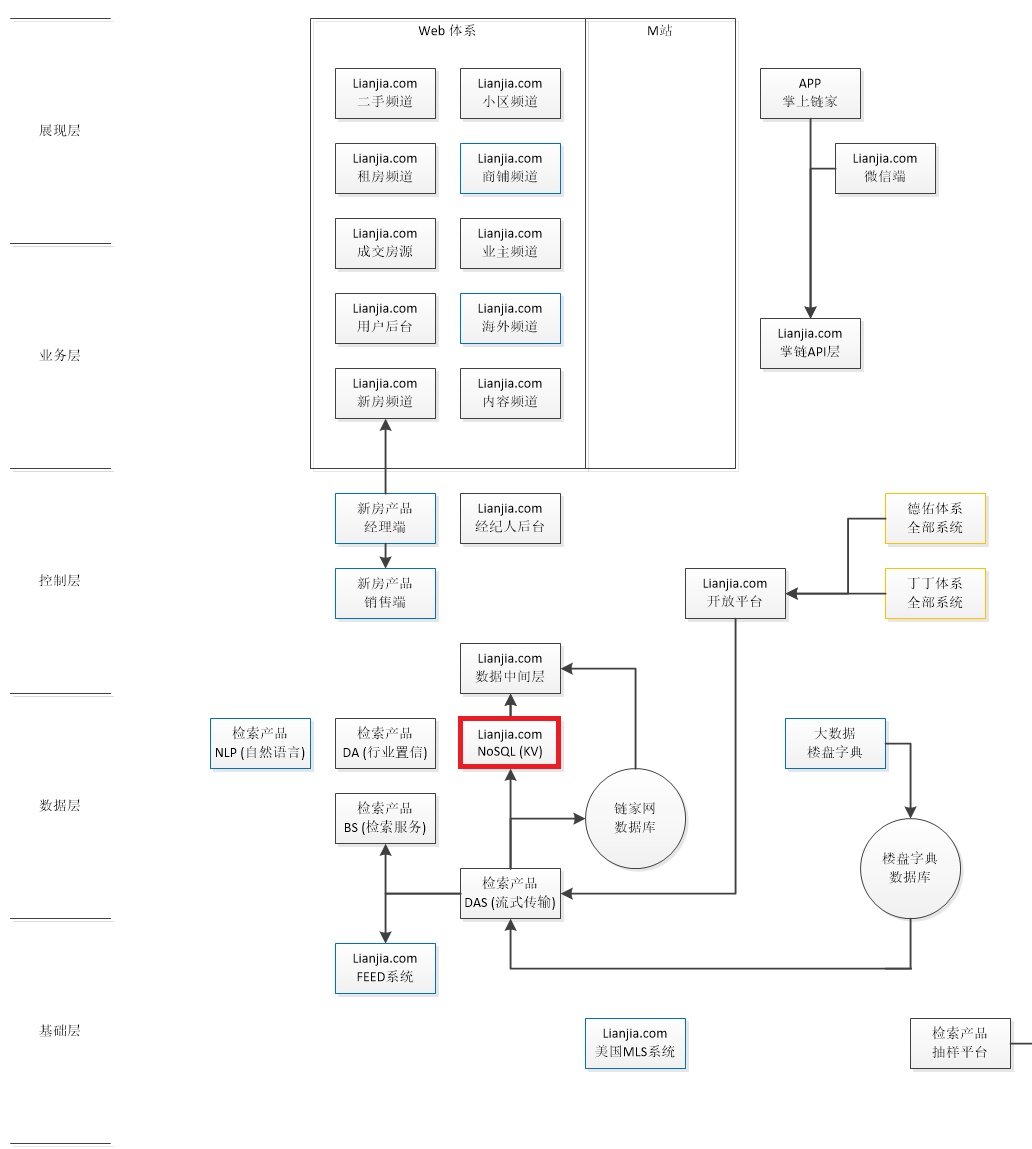 Web 体系
M站
Lianjia.com
二手频道
Lianjia.com
小区频道
APP
掌上链家
展现层
Lianjia.com
租房频道
Lianjia.com
商铺频道
Lianjia.com
微信端
Lianjia.com
成交房源
Lianjia.com
业主频道
Lianjia.com
用户后台
Lianjia.com
海外频道
Lianjia.com
掌链API层
业务层
Lianjia.com
新房频道
Lianjia.com
内容频道
新房产品
经理端
Lianjia.com
经纪人后台
德佑体系
全部系统
控制层
新房产品
销售端
Lianjia.com
开放平台
丁丁体系
全部系统
Lianjia.com
数据中间层
检索产品
NLP (自然语言)
检索产品
DA (行业置信)
Lianjia.com
NoSQL (KV)
大数据
楼盘字典
数据层
检索产品
BS (检索服务)
链家网
数据库
楼盘字典
数据库
检索产品
DAS (流式传输)
Lianjia.com
FEED系统
基础层
Lianjia.com
美国MLS系统
检索产品
抽样平台